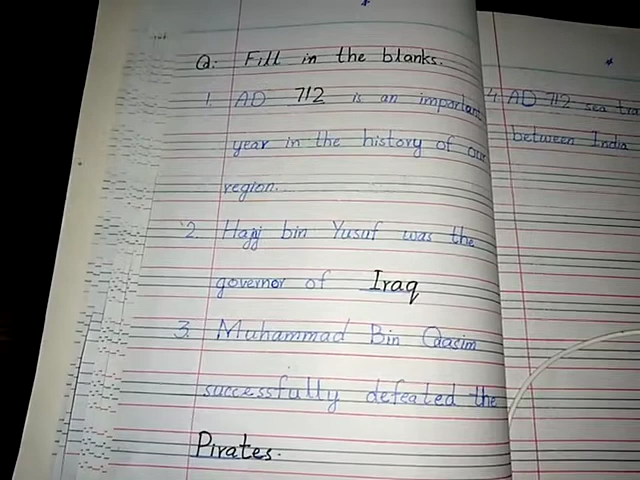 Q: Fill in the blanks.
1. AD 712 is an important
year in the history of our
region.
2. Hajjj bin Yusuf was the
governor of Iraq
3. Muhammad Bin Qasim
successfully defeated the
Pirates.
4. AD 712 sea tra
between India